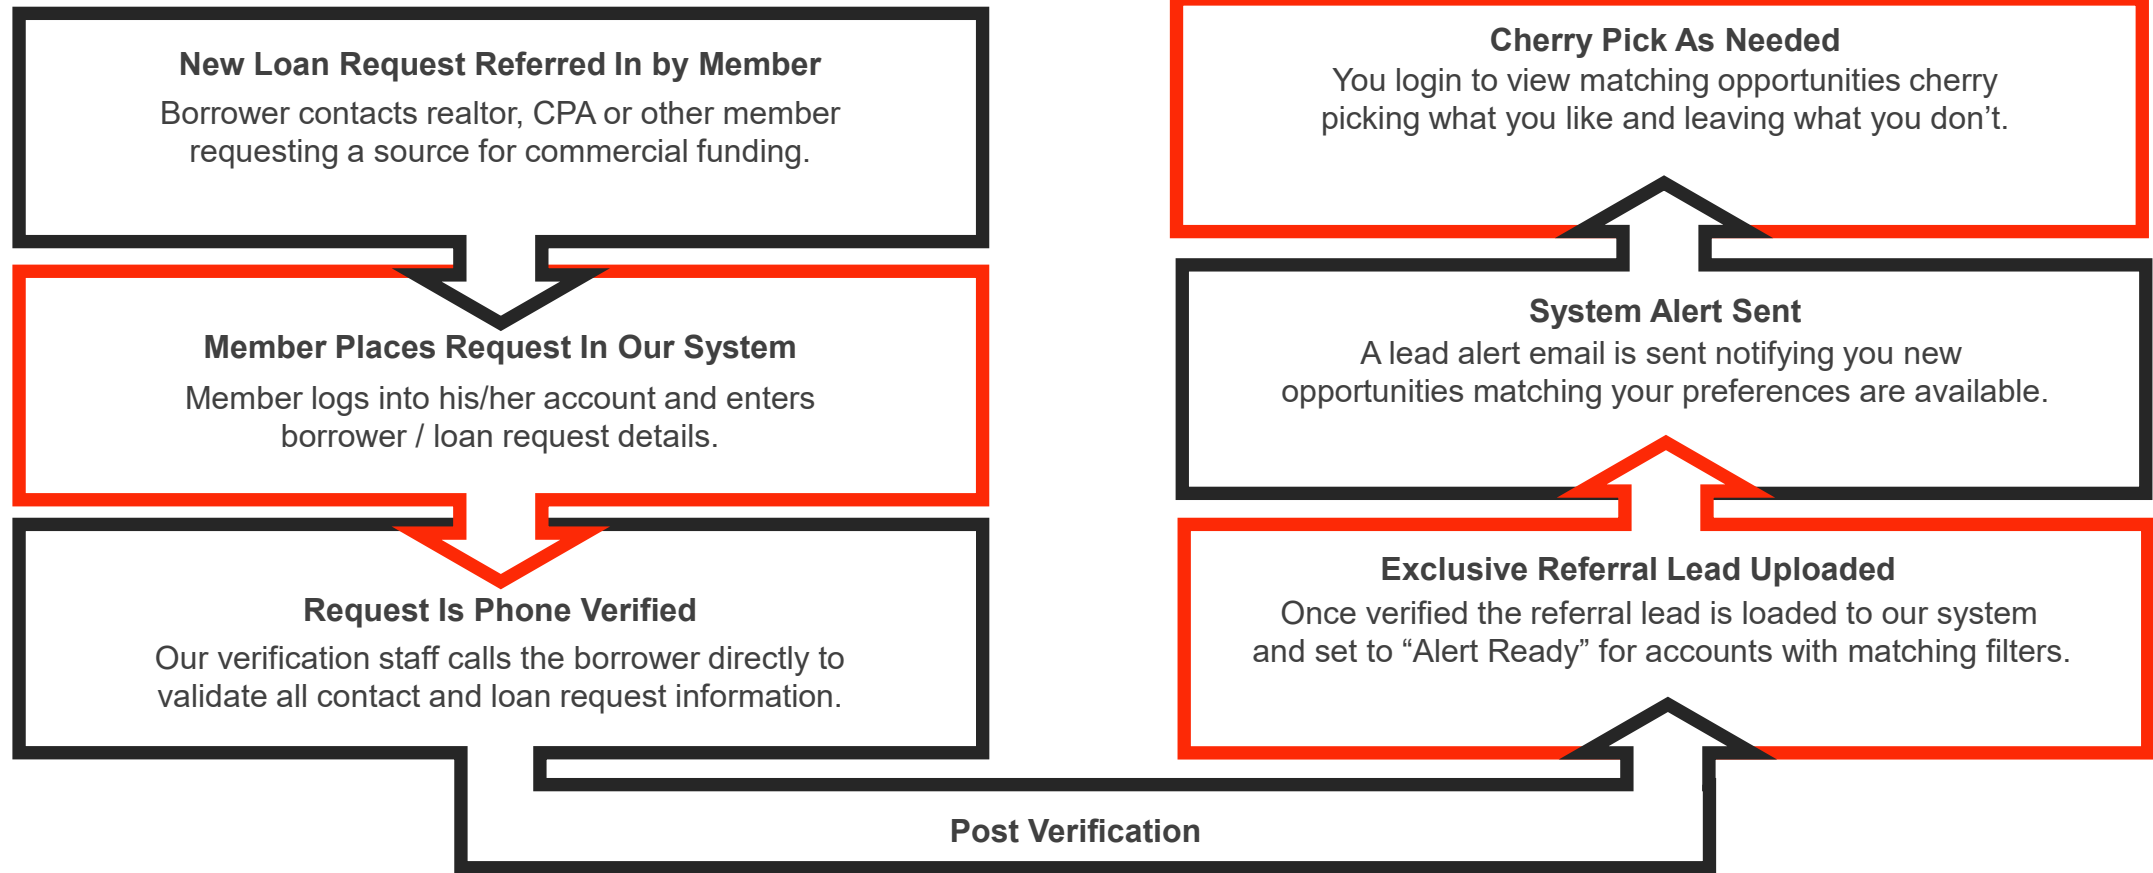 New Loan Request Referred In by Member
Borrower contacts realtor, CPA or other member
requesting a source for commercial funding.
Member Places Request In Our System
Member logs into his/her account and enters
borrower / loan request details.
Request Is Phone Verified
Our verification staff calls the borrower directly to
validate all contact and loan request information.
Post Verification
Exclusive Referral Lead Uploaded
Once verified the referral lead is loaded to our system
and set to “Alert Ready” for accounts with matching filters.
System Alert Sent
A lead alert email is sent notifying you new
opportunities matching your preferences are available.
Cherry Pick As Needed
You login to view matching opportunities cherry
picking what you like and leaving what you don’t.